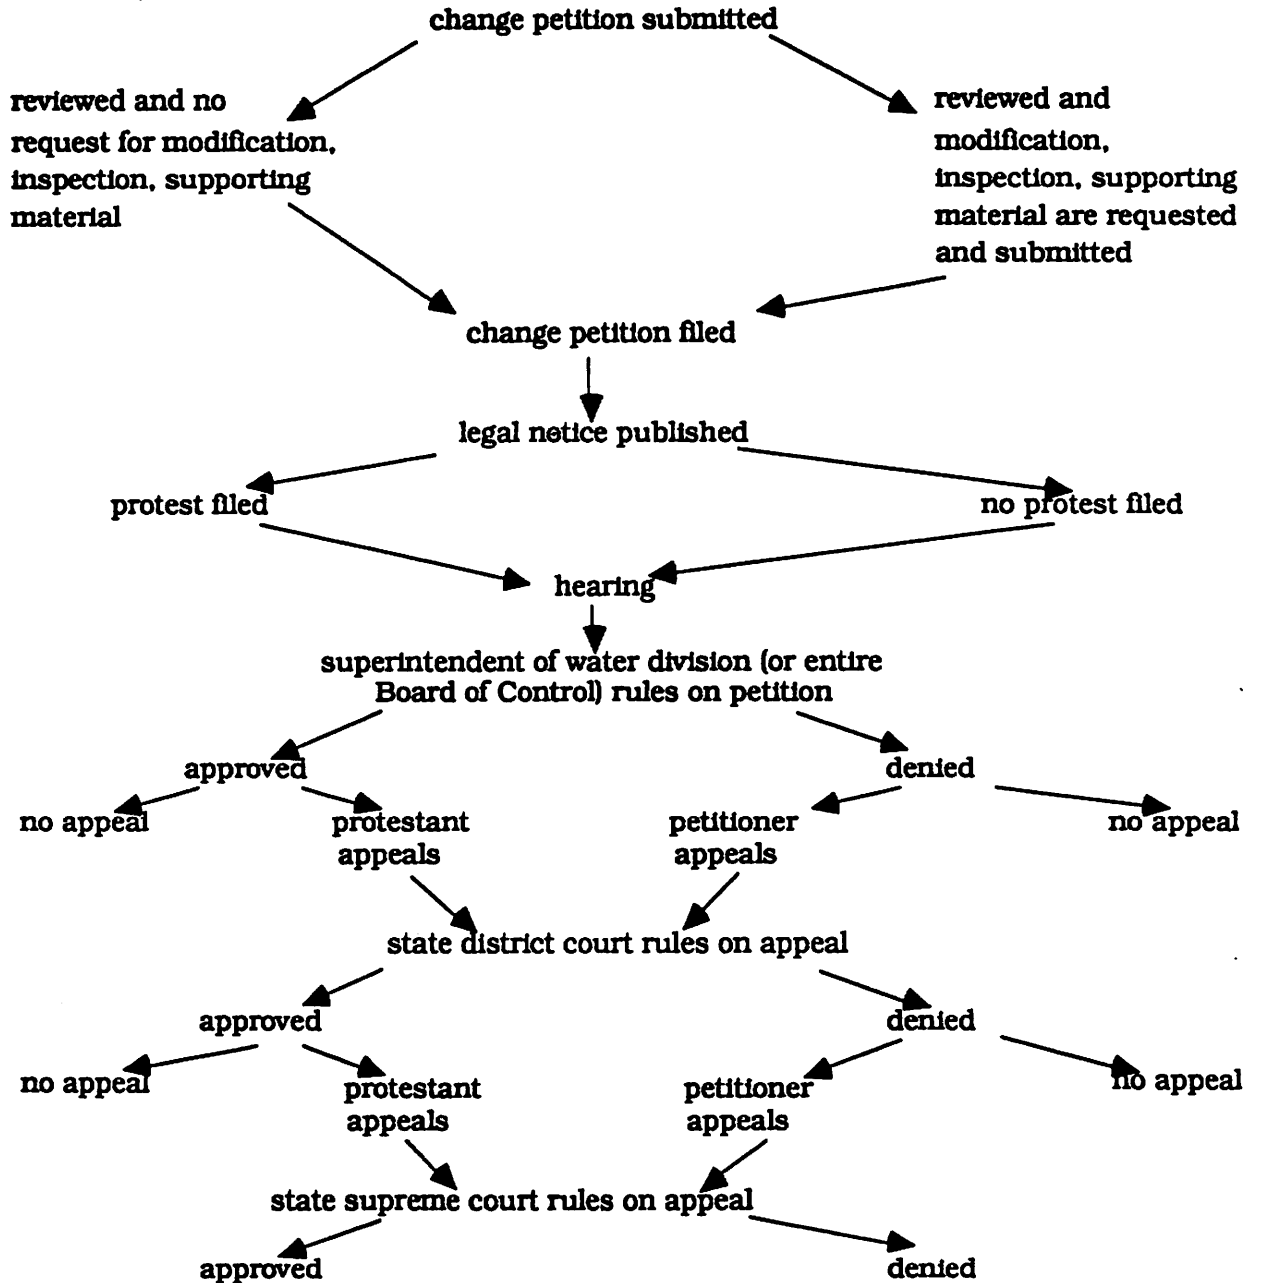 change petition submitted
reviewed and no
request for modification,
inspection, supporting
material
reviewed and
modification,
inspection, supporting
material are requested
and submitted
change petition filed
legal notice published
protest filed
no protest filed
hearing
superintendent of water division (or entire
Board of Control) rules on petition
approved
denied
no appeal
protestant
appeals
petitioner
appeals
no appeal
state district court rules on appeal
approved
denied
no appeal
protestant
appeals
petitioner
appeals
no appeal
state supreme court rules on appeal
approved
denied